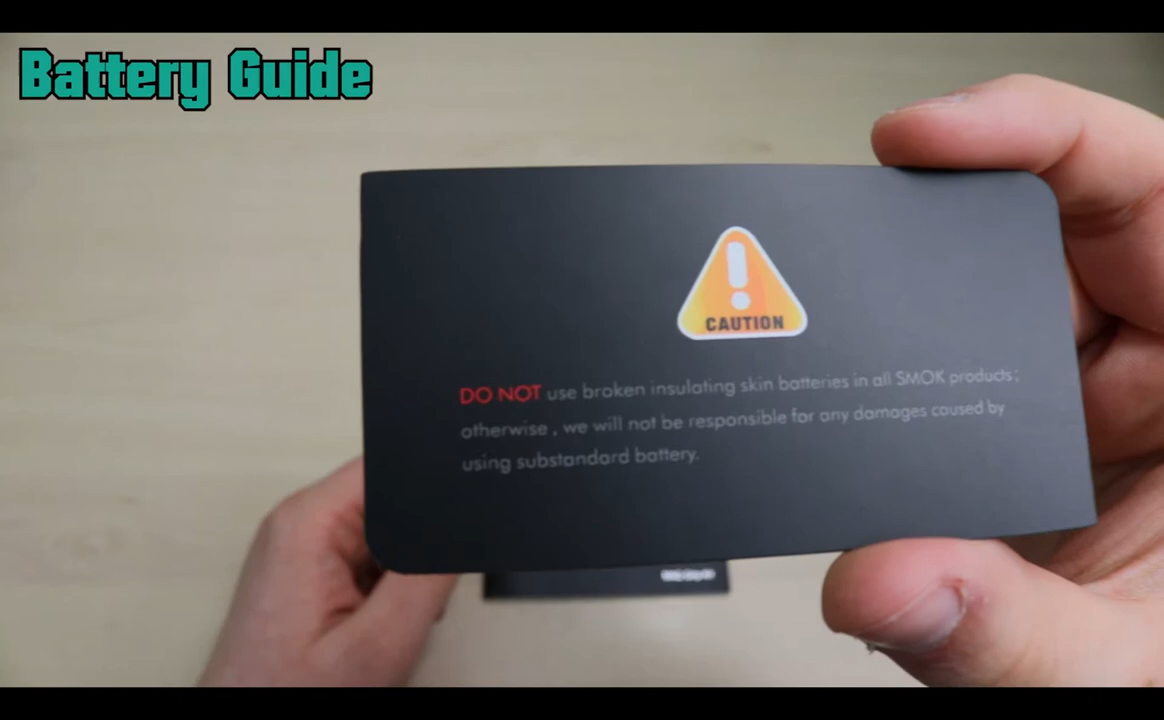 Battery Guide
CAUTION
DO NOT use broken insulating skin batteries in all SMOK products;
otherwise , we will not be responsible for any damages caused by
using substandard battery.